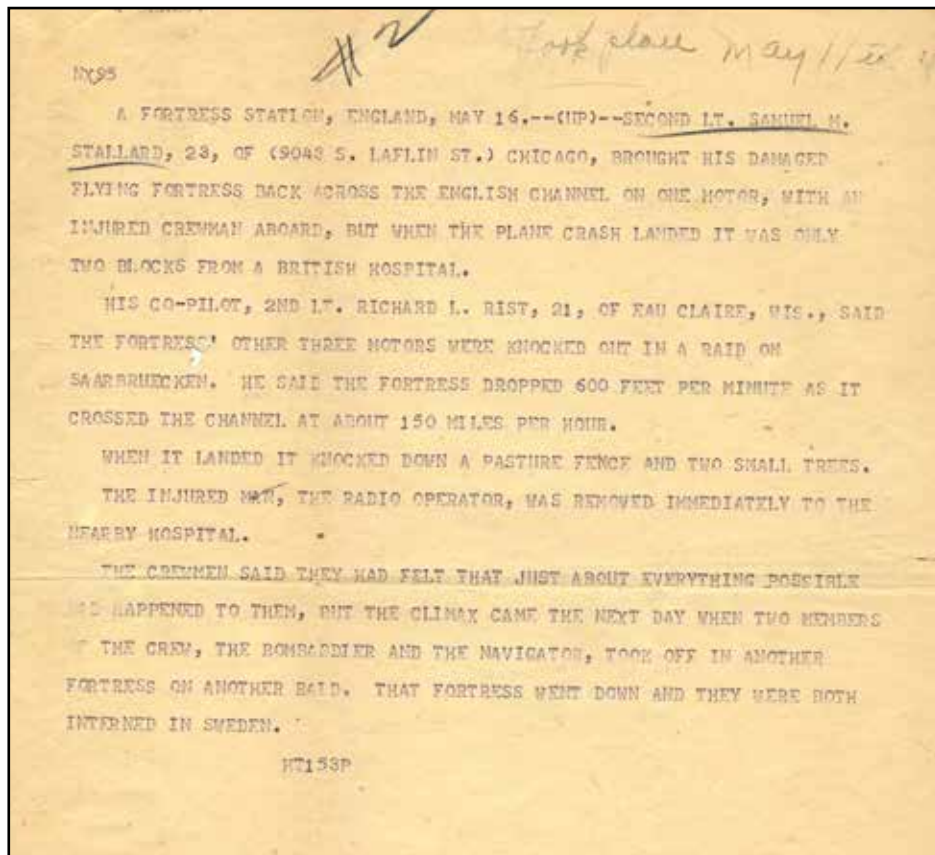 #2
Took place May 11
NX95
A FORTRESS STATION, ENGLAND, MAY 16.--(UP)--SECOND LT. SAMUEL M.
STALLARD, 23, OF (9043 S. LAFLIN ST.) CHICAGO, BROUGHT HIS DAMAGED
FLYING FORTRESS BACK ACROSS THE ENGLISH CHANNEL ON ONE MOTOR, WITH AN
INJURED CREWMAN ABOARD, BUT WHEN THE PLANE CRASH LANDED IT WAS ONLY
TWO BLOCKS FROM A BRITISH HOSPITAL.
HIS CO-PILOT, 2ND LT. RICHARD L. RIST, 21, OF EAU CLAIRE, WIS., SAID
THE FORTRESS' OTHER THREE MOTORS WERE KNOCKED OUT IN A RAID ON
SAARBRUECKEN. HE SAID THE FORTRESS DROPPED 600 FEET PER MINUTE AS IT
CROSSED THE CHANNEL AT ABOUT 150 MILES PER HOUR.
WHEN IT LANDED IT KNOCKED DOWN A PASTURE FENCE AND TWO SMALL TREES.
THE INJURED MAN, THE RADIO OPERATOR, WAS REMOVED IMMEDIATELY TO THE
NEARBY HOSPITAL.
THE CREWMEN SAID THEY HAD FELT THAT JUST ABOUT EVERYTHING POSSIBLE
HAPPENED TO THEM, BUT THE CLIMAX CAME THE NEXT DAY WHEN TWO MEMBERS
THE CREW, THE BOMBARDIER AND THE NAVIGATOR, TOOK OFF IN ANOTHER
FORTRESS ON ANOTHER RAID. THAT FORTRESS WENT DOWN AND THEY WERE BOTH
INTERNED IN SWEDEN.
HT153P